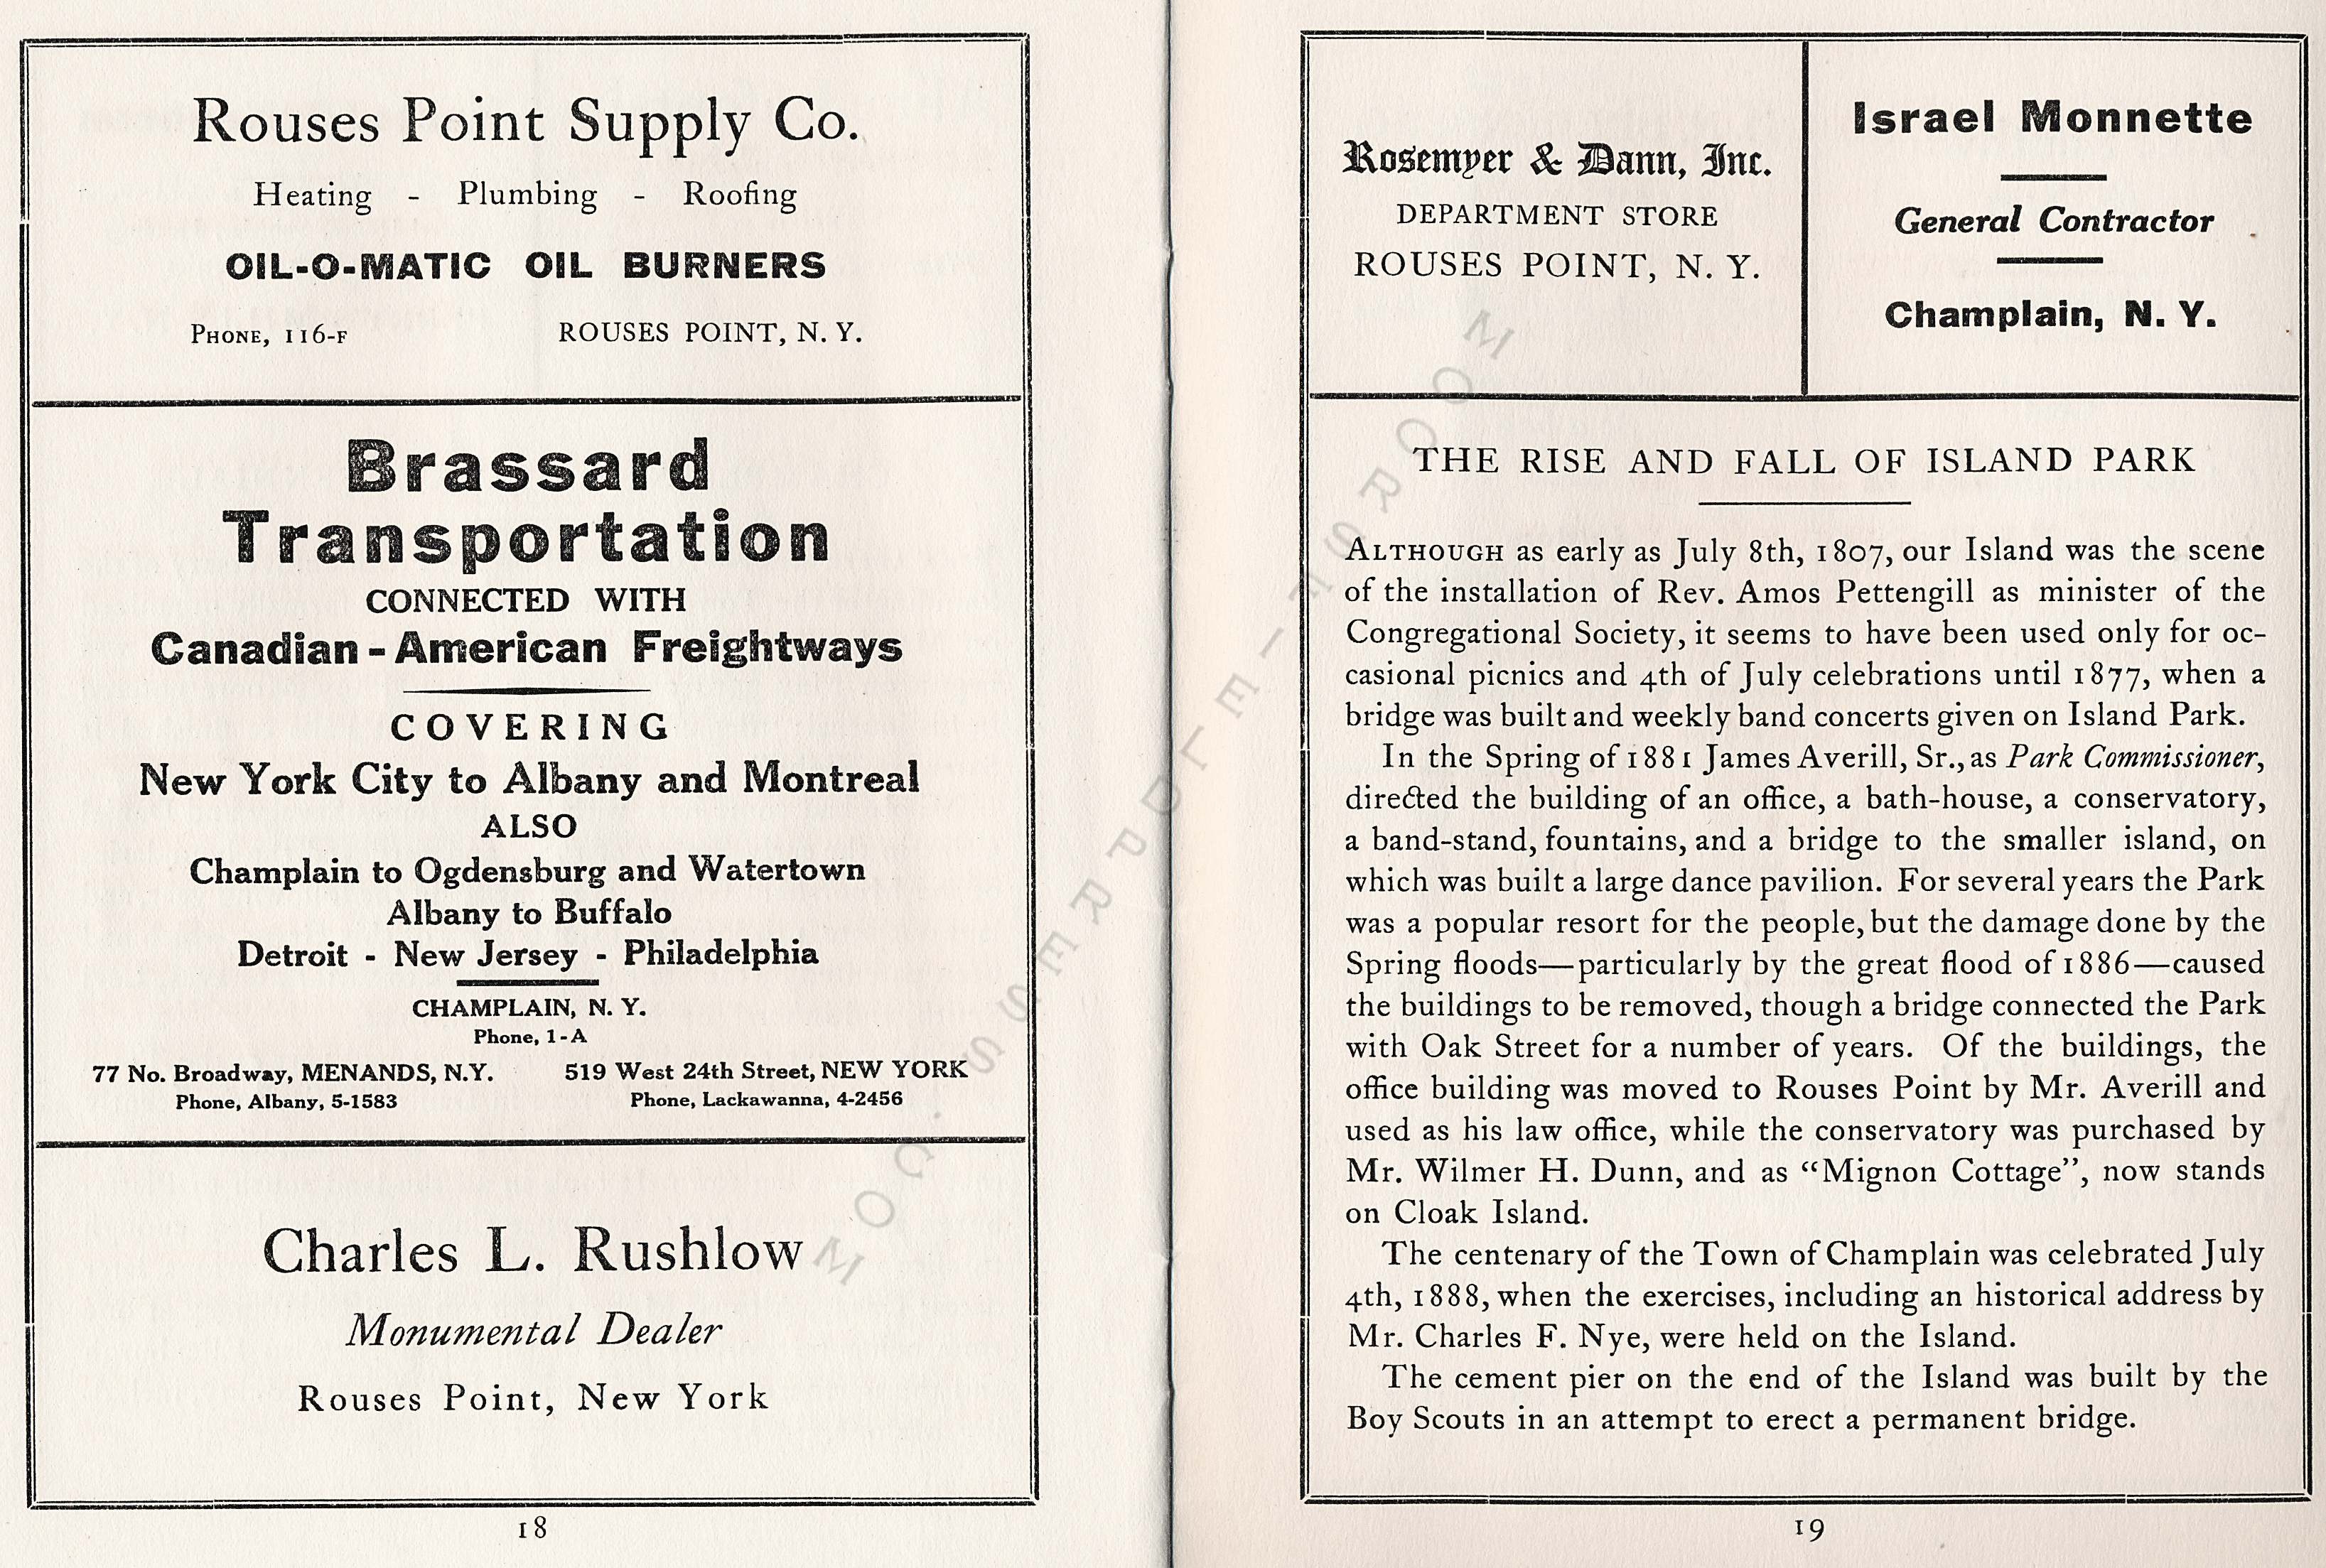 Rouses Point Supply Co.
Heating - Plumbing - Roofing
OIL-O-MATIC OIL BURNERS
PHONE, 116-F ROUSES POINT, N. Y.
Brassard
Transportation
CONNECTED WITH
Canadian - American Freightways
COVERING
New York City to Albany and Montreal
ALSO
Champlain to Ogdensburg and Watertown
Albany to Buffalo
Detroit - New Jersey - Philadelphia
CHAMPLAIN, N. Y.
Phone, 1-A
77 No. Broadway, MENANDS, N.Y. 519 West 24th Street, NEW YORK
Phone, Albany, 5-1583 Phone, Lackawanna, 4-2456
Charles L. Rushlow
Monumental Dealer
Rouses Point, New York
18
Rosemyer & Dann, Inc.
DEPARTMENT STORE
ROUSES POINT, N. Y.
Israel Monnette
General Contractor
Champlain, N. Y.
THE RISE AND FALL OF ISLAND PARK
ALTHOUGH as early as July 8th, 1807, our Island was the scene
of the installation of Rev. Amos Pettengill as minister of the
Congregational Society, it seems to have been used only for oc-
casional picnics and 4th of July celebrations until 1877, when a
bridge was built and weekly band concerts given on Island Park.
In the Spring of 1881 James Averill, Sr., as Park Commissioner,
directed the building of an office, a bath-house, a conservatory,
a band-stand, fountains, and a bridge to the smaller island, on
which was built a large dance pavilion. For several years the Park
was a popular resort for the people, but the damage done by the
Spring floods—particularly by the great flood of 1886—caused
the buildings to be removed, though a bridge connected the Park
with Oak Street for a number of years. Of the buildings, the
office building was moved to Rouses Point by Mr. Averill and
used as his law office, while the conservatory was purchased by
Mr. Wilmer H. Dunn, and as “Mignon Cottage”, now stands
on Cloak Island.
The centenary of the Town of Champlain was celebrated July
4th, 1888, when the exercises, including an historical address by
Mr. Charles F. Nye, were held on the Island.
The cement pier on the end of the Island was built by the
Boy Scouts in an attempt to erect a permanent bridge.
19